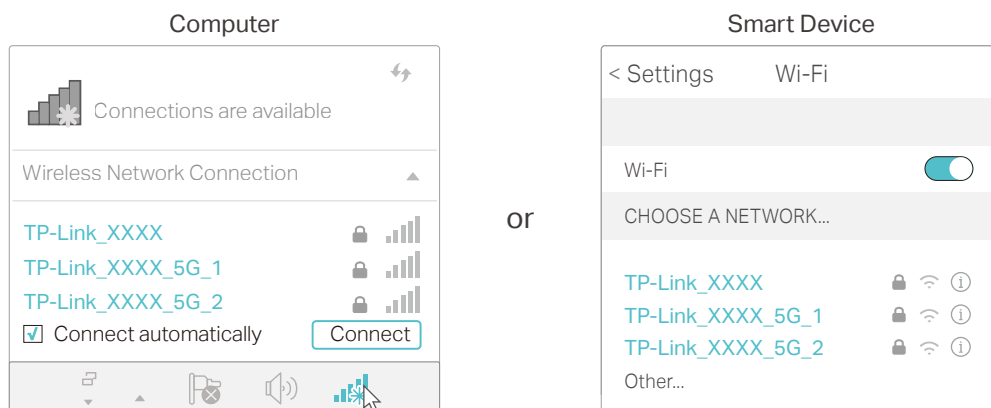 Computer
Connections are available
Wireless Network Connection
TP-Link_XXXX
TP-Link_XXXX_5G_1
TP-Link_XXXX_5G_2
Connect automatically
Connect
or
Smart Device
< Settings Wi-Fi
Wi-Fi
CHOOSE A NETWORK...
TP-Link_XXXX
TP-Link_XXXX_5G_1
TP-Link_XXXX_5G_2
Other...